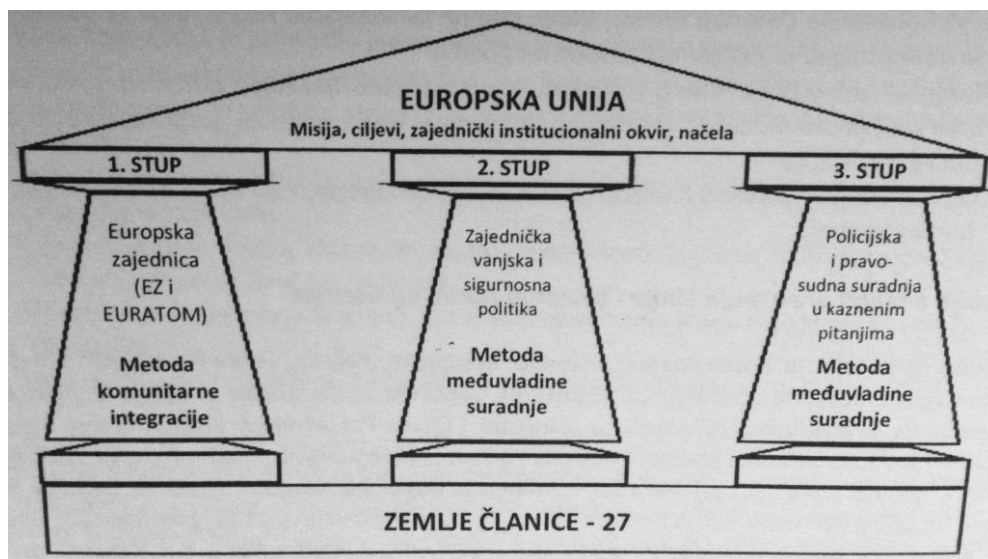 EUROPSKA UNIJA
Misija, ciljevi, zajednički institucionalni okvir, načela
1. STUP
2. STUP
3. STUP
Europska
zajednica
(EZ i
EURATOM)
Metoda
komunitarne
integracije
Zajednička
vanjska i
sigurnosna
politika
Metoda
međuvladine
suradnje
Policijska
i pravo-
sudna suradnja
u kaznenim
pitanjima
Metoda
međuvladine
suradnje
ZEMLJE ČLANICE - 27